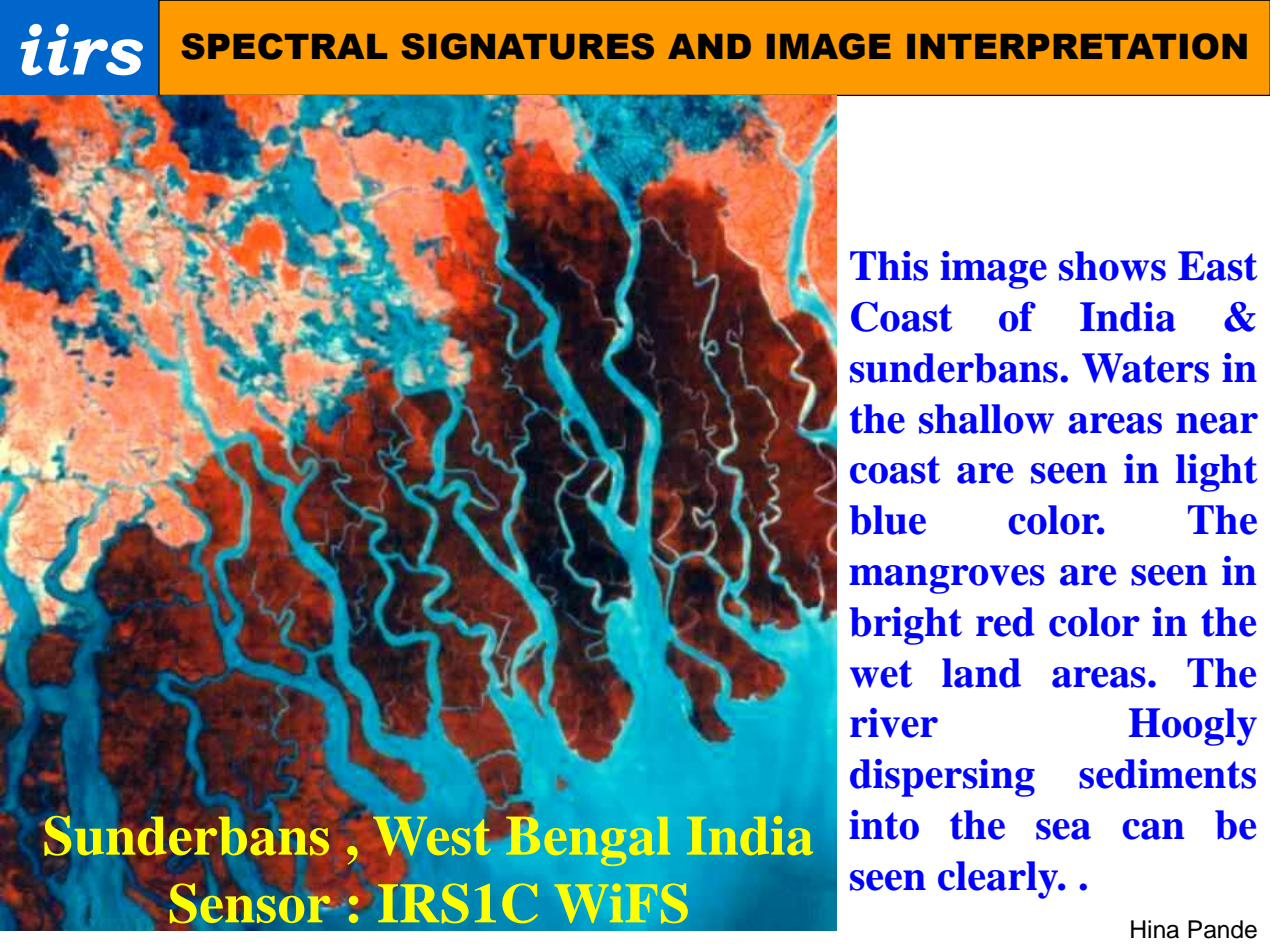 iirs
SPECTRAL SIGNATURES AND IMAGE INTERPRETATION
This image shows East
Coast of India &
sunderbans. Waters in
the shallow areas near
coast are seen in light
blue color. The
mangroves are seen in
bright red color in the
wet land areas. The
river Hoogly
dispersing sediments
into the sea can be
seen clearly. .
Sunderbans , West Bengal India
Sensor : IRS1C WiFS
Hina Pande